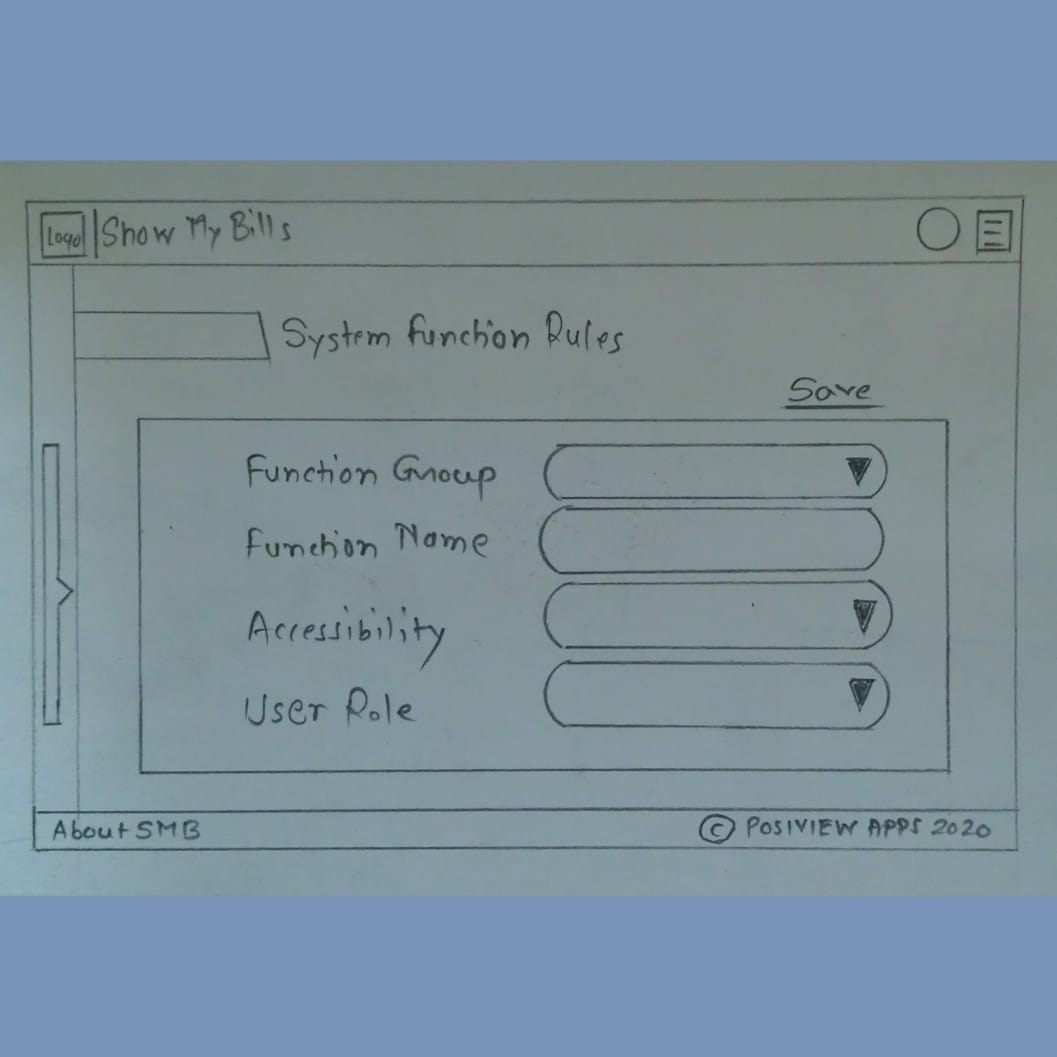 Logo Show My Bills
System Function Rules
Save
Function Group
Function Name
Accessibility
User Role
About SMB © POSIVIEW APPS 2020